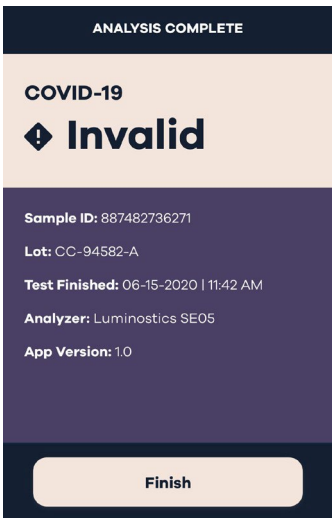 ANALYSIS COMPLETE
COVID-19
Invalid
Sample ID: 887482736271
Lot: CC-94582-A
Test Finished: 06-15-2020 | 11:42 AM
Analyzer: Luminostics SE05
App Version: 1.0
Finish